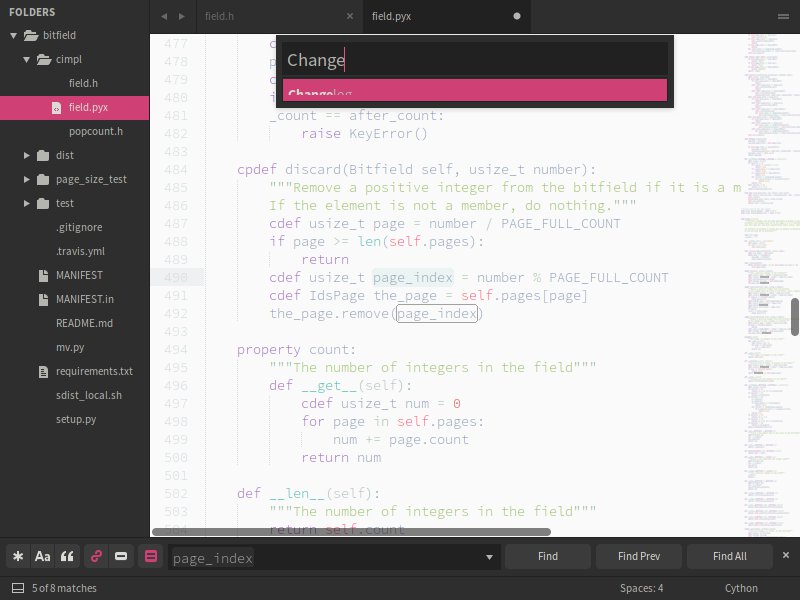 FOLDERS
bitfield
cimpl
field.h
field.pyx
popcount.h
dist
page_size_test
test
.gitignore
.travis.yml
MANIFEST
MANIFEST.in
README.md
mv.py
requirements.txt
sdist_local.sh
setup.py
field.h
field.pyx
Change
Changelog
477 c
478 p
479 c
480 i
481 _count == after_count:
482 raise KeyError()
483
484 cpdef discard(Bitfield self, usize_t number):
485 """Remove a positive integer from the bitfield if it is a m
486 If the element is not a member, do nothing."""
487 cdef usize_t page = number / PAGE_FULL_COUNT
488 if page >= len(self.pages):
489 return
490 cdef usize_t page_index = number % PAGE_FULL_COUNT
491 cdef IdsPage the_page = self.pages[page]
492 the_page.remove(page_index)
493
494 property count:
495 """The number of integers in the field"""
496 def __get__(self):
497 cdef usize_t num = 0
498 for page in self.pages:
499 num += page.count
500 return num
501
502 def __len__(self):
503 """The number of integers in the field"""
504 return self.count
Aa
page_index
Find
Find Prev
Find All
5 of 8 matches
Spaces: 4
Cython